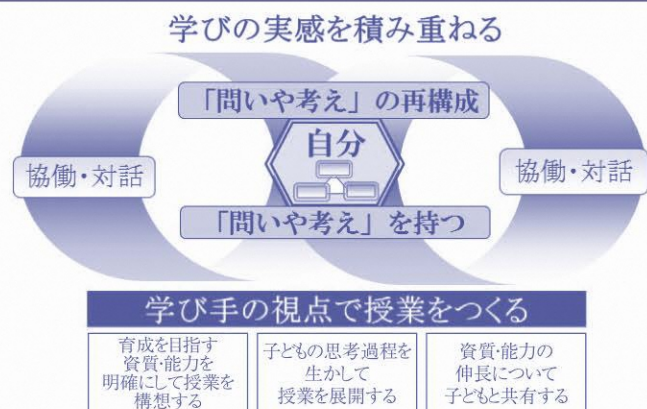 学びの実感を積み重ねる
「問いや考え」の再構成
自分
協働・対話
協働・対話
「問いや考え」を持つ
学び手の視点で授業をつくる
育成を目指す
資質・能力を
明確にして授業を
構想する
子どもの思考過程を
生かして
授業を展開する
資質・能力の
伸長について
子どもと共有する